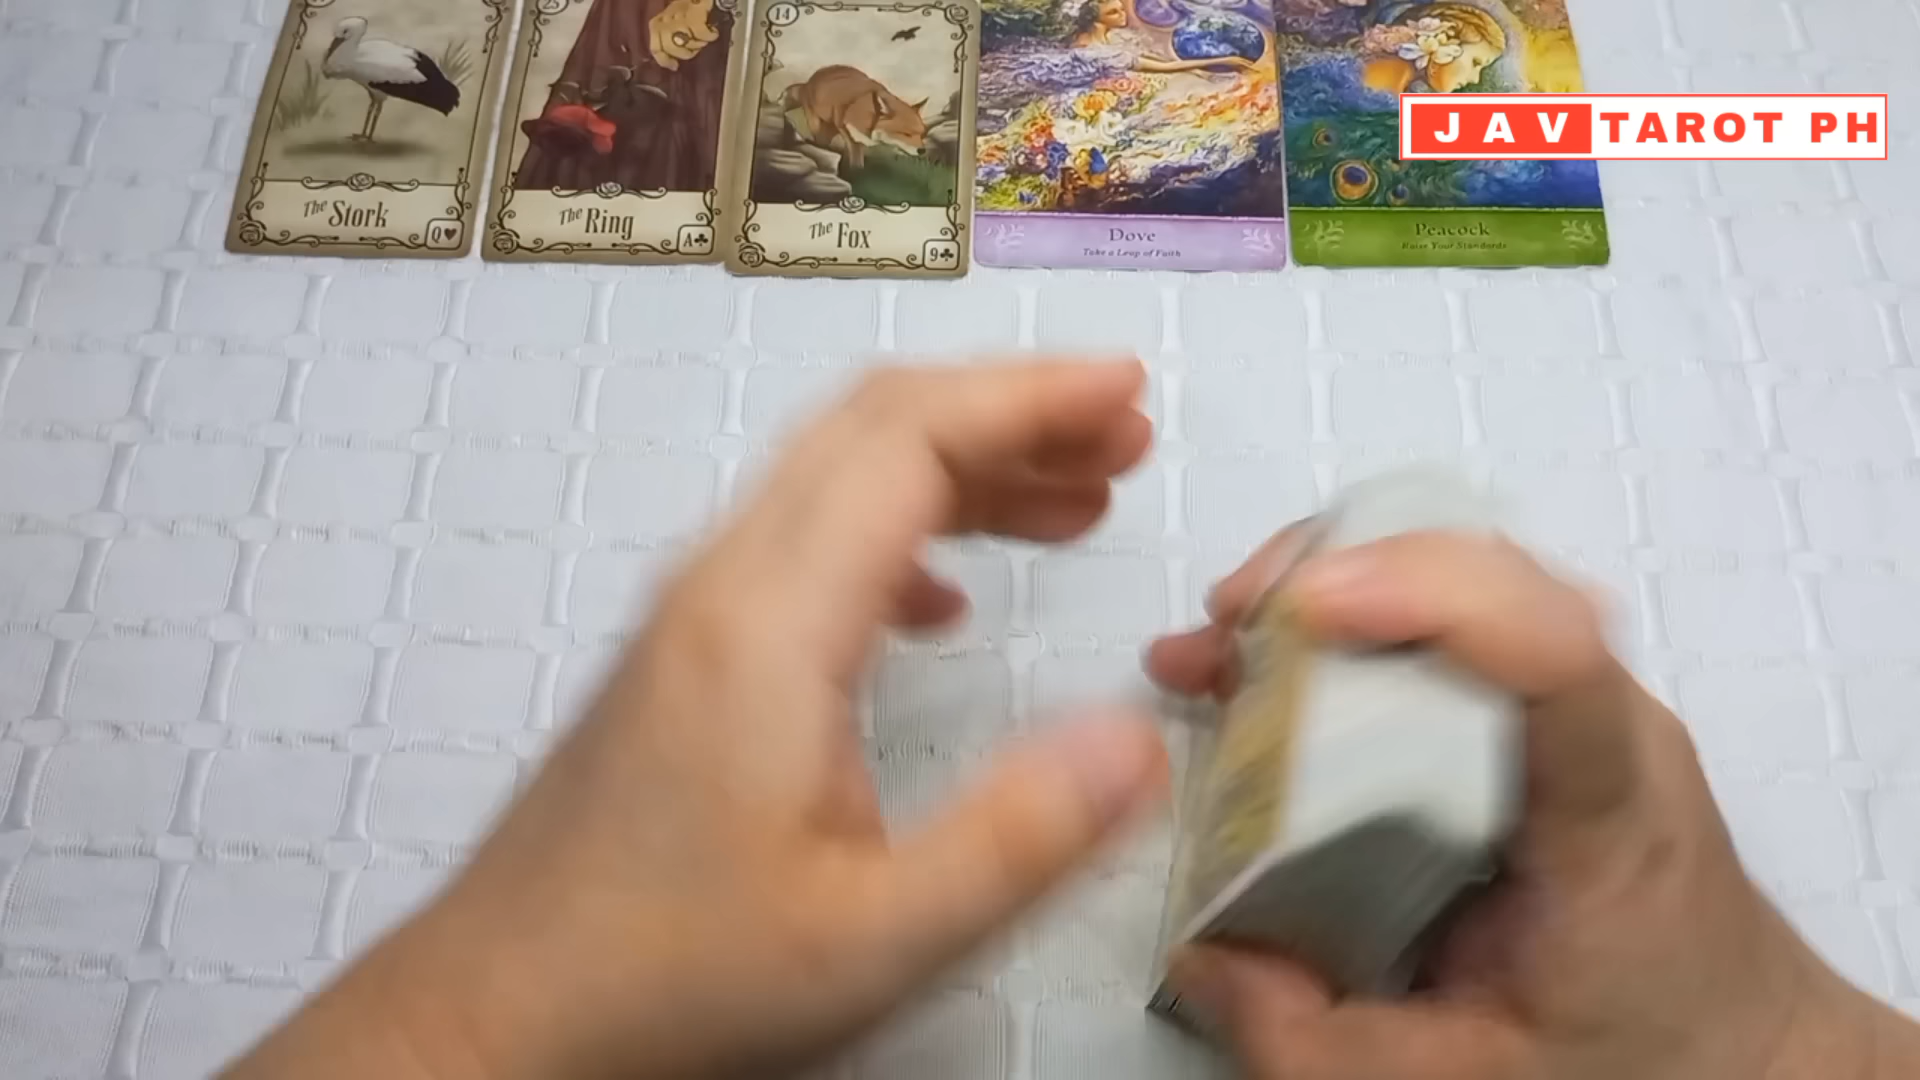 14
JAV TAROT PH
The Stork
Q♥
The Ring
A♣
The Fox
9♣
Dove
Take a Leap of Faith
Peacock
Raise Your Standards